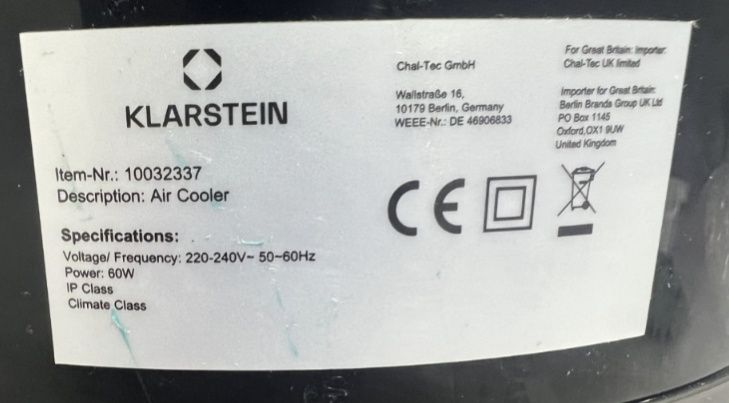 KLARSTEIN
Item-Nr.: 10032337
Description: Air Cooler
Specifications:
Voltage/ Frequency: 220-240V~ 50~60Hz
Power: 60W
IP Class
Climate Class
Chal-Tec GmbH
Wallstraße 16,
10179 Berlin, Germany
WEEE-Nr.: DE 46906833
CE
For Great Britain: Importer:
Chal-Tec UK limited
Importer for Great Britain:
Berlin Brands Group UK Ltd
PO Box 1145
Oxford,OX1 9UW
United Kingdom